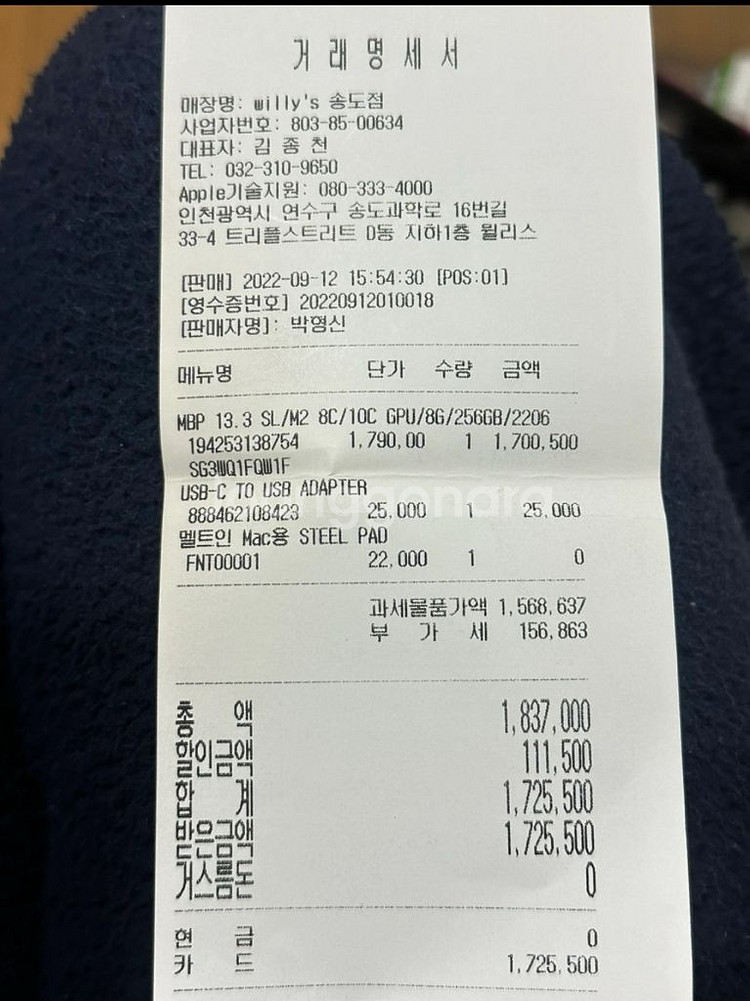 거래명세서
매장명: willy's 송도점
사업자번호: 803-85-00634
대표자: 김 종 천
TEL: 032-310-9650
Apple기술지원: 080-333-4000
인천광역시 연수구 송도과학로 16번길
33-4 트리플스트리트 D동 지하1층 윌리스
[판매] 2022-09-12 15:54:30 [POS:01]
[영수증번호] 20220912010018
[판매자명]: 박형신
메뉴명 단가 수량 금액
MBP 13.3 SL/M2 8C/10C GPU/8G/256GB/2206
194253138754 1,790,00 1 1,700,500
SG3WQ1FQW1F
USB-C TO USB ADAPTER
888462108423 25,000 1 25,000
멜트인 Mac용 STEEL PAD
FNT00001 22,000 1 0
과세물품가액 1,568,637
부 가 세 156,863
총 액 1,837,000
할인금액 111,500
합 계 1,725,500
받은금액 1,725,500
거스름돈 0
현 금 0
카 드 1,725,500